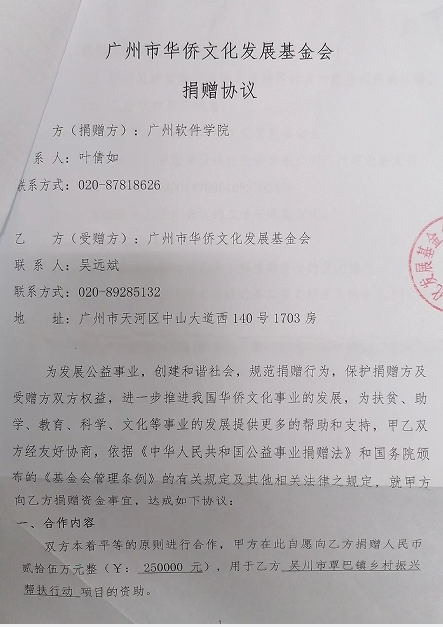 广州市华侨文化发展基金会
捐赠协议
方（捐赠方）：广州软件学院
系 人：叶倩如
联系方式：020-87818626
乙 方（受赠方）：广州市华侨文化发展基金会
联 系 人：吴远斌
联系方式：020-89285132
地 址：广州市天河区中山大道西 140 号 1703 房
化发展基金
为发展公益事业，创建和谐社会，规范捐赠行为，保护捐赠方及
受赠方双方权益，进一步推进我国华侨文化事业的发展，为扶贫、助
学、教育、科学、文化等事业的发展提供更多的帮助和支持，甲乙双
方经友好协商，依据《中华人民共和国公益事业捐赠法》和国务院颁
布的《基金会管理条例》的有关规定及其他相关法律之规定，就甲方
向乙方捐赠资金事宜，达成如下协议：
一、合作内容
双方本着平等的原则进行合作，甲方在此自愿向乙方捐赠人民币
贰拾伍万元整（￥： 250000 元），用于乙方 吴川市覃巴镇乡村振兴
帮扶行动 项目的资助。
1